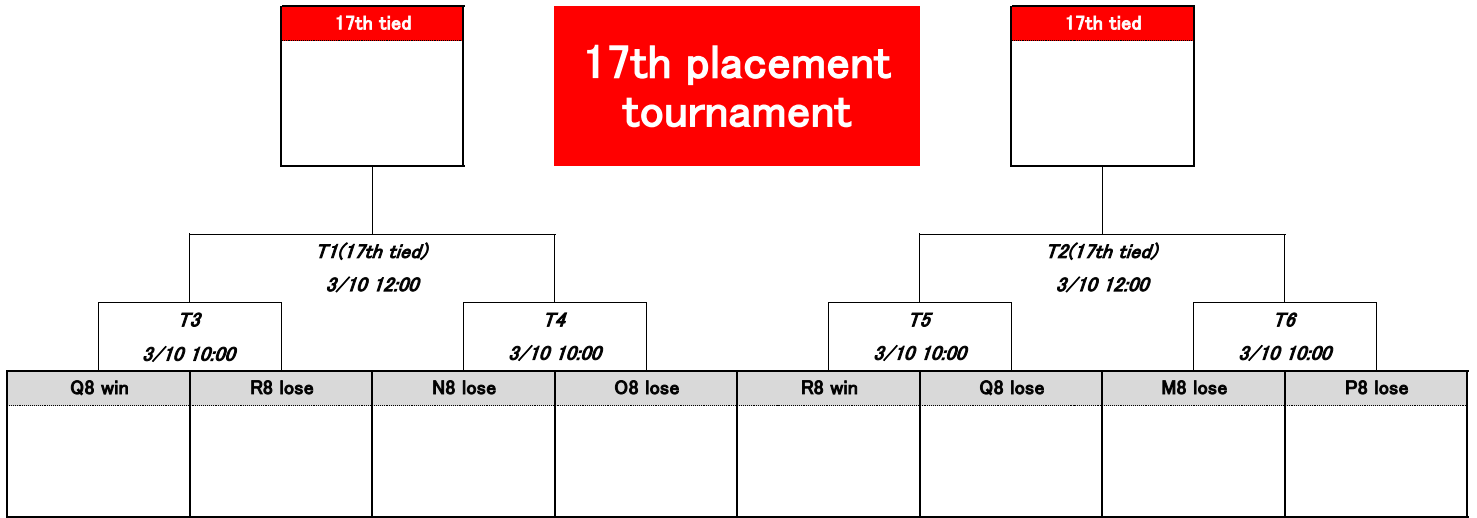 17th tied
17th placement
tournament
17th tied
T1(17th tied)
3/10 12:00
T2(17th tied)
3/10 12:00
T3
3/10 10:00
T4
3/10 10:00
T5
3/10 10:00
T6
3/10 10:00
Q8 win
R8 lose
N8 lose
O8 lose
R8 win
Q8 lose
M8 lose
P8 lose